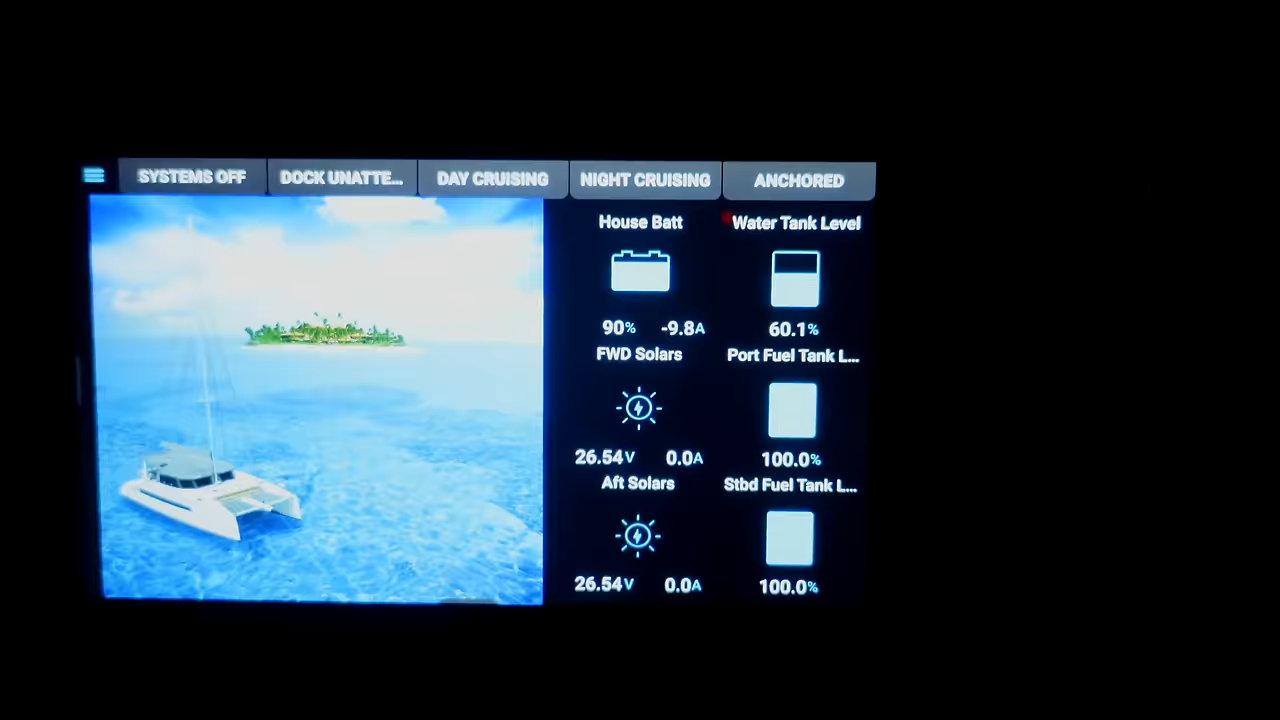 SYSTEMS OFF
DOCK UNATTE...
DAY CRUISING
NIGHT CRUISING
ANCHORED
House Batt
90% -9.8A
FWD Solars
26.54V 0.0A
Aft Solars
26.54V 0.0A
Water Tank Level
60.1%
Port Fuel Tank L...
100.0%
Stbd Fuel Tank L...
100.0%